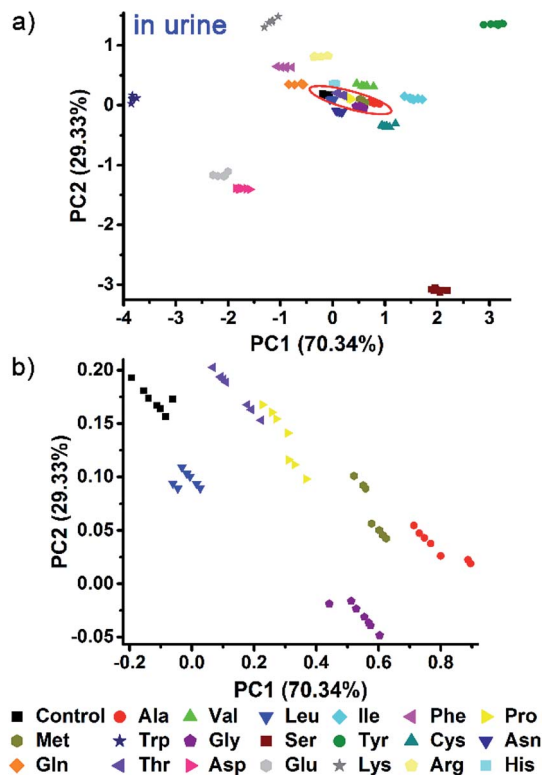 a)
in urine
PC2 (29.33%)
1
0
-1
-2
-3
-4 -3 -2 -1 0 1 2 3
PC1 (70.34%)
b)
PC2 (29.33%)
0.20
0.15
0.10
0.05
0.00
-0.05
-0.2 0.0 0.2 0.4 0.6 0.8
PC1 (70.34%)
Control Ala Val Leu Ile Phe Pro
Met Trp Gly Ser Tyr Cys Asn
Gln Thr Asp Glu Lys Arg His